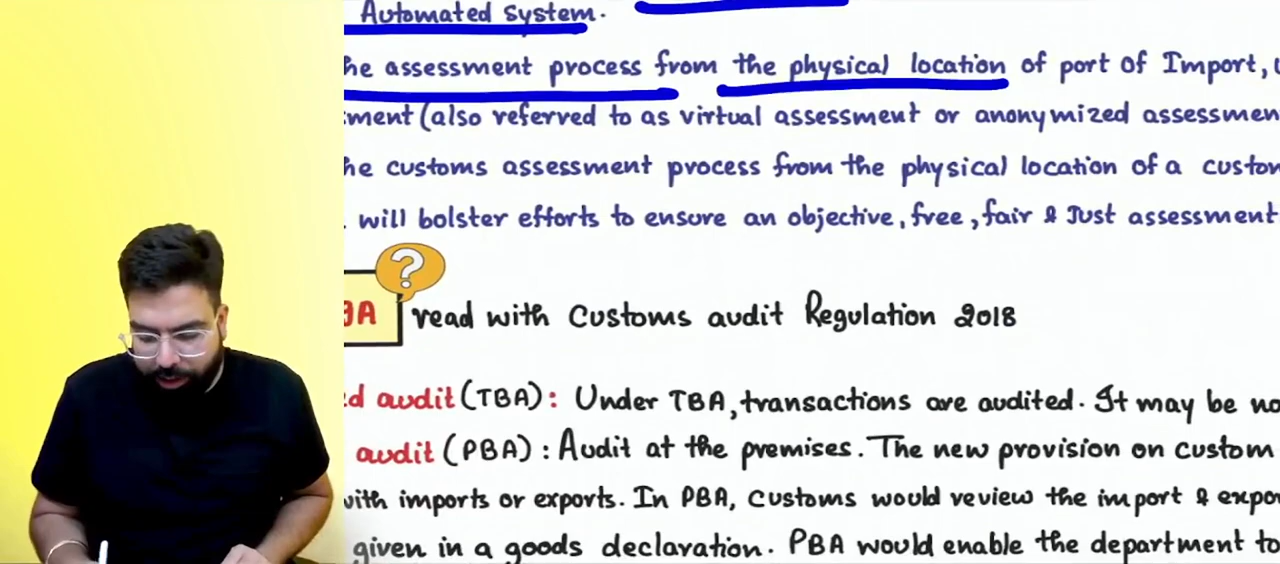 Automated System.
he assessment process from the physical location of port of Import,
ment (also referred to as virtual assessment or anonymized assessmen
he customs assessment process from the physical location of a custom
will bolster efforts to ensure an objective, free, fair & Just assessment
?
A read with Customs audit Regulation 2018
ed audit (TBA): Under TBA, transactions are audited. It may be no
audit (PBA): Audit at the premises. The new provision on custom
with imports or exports. In PBA, customs would review the import & expo
given in a goods declaration. PBA would enable the department to